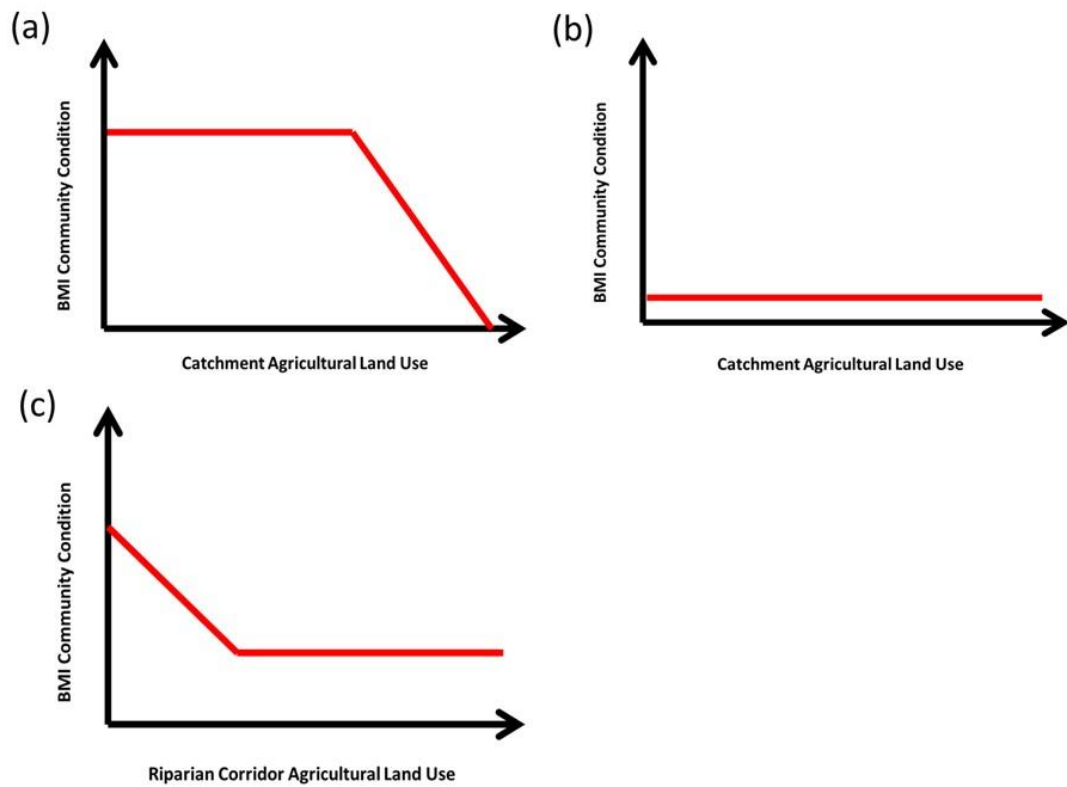 (a)
BMI Community Condition
Catchment Agricultural Land Use
(b)
BMI Community Condition
Catchment Agricultural Land Use
(c)
BMI Community Condition
Riparian Corridor Agricultural Land Use